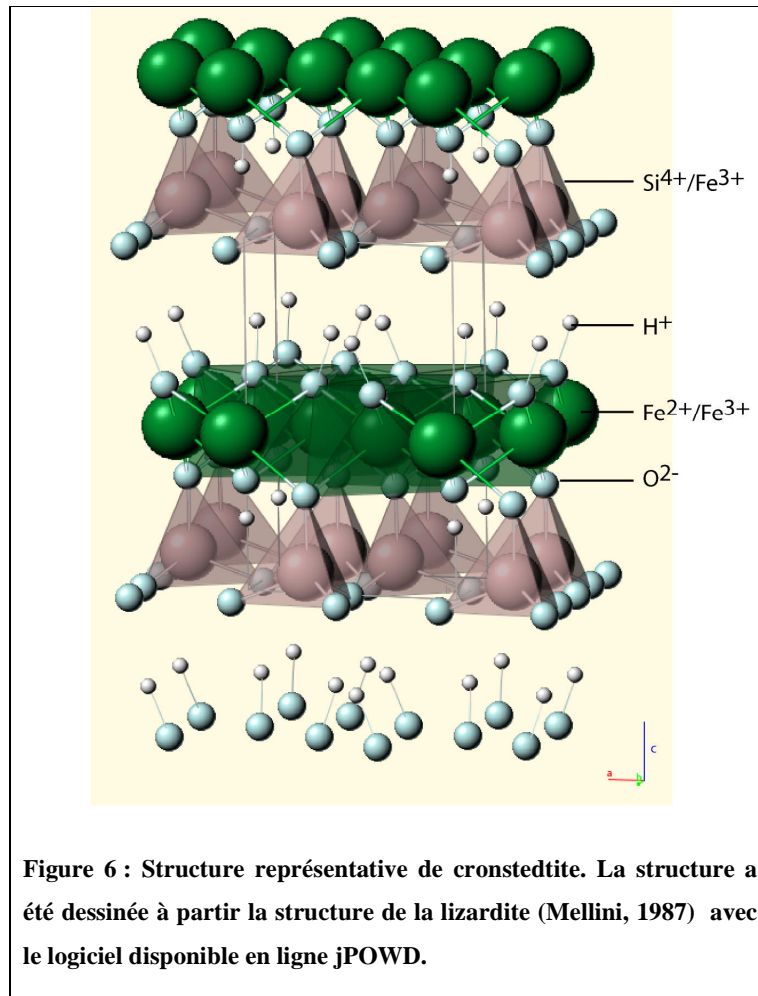 Si4+/Fe3+
H+
Fe2+/Fe3+
O2-
c
a
b
Figure 6 : Structure représentative de cronstedtite. La structure a
été dessinée à partir la structure de la lizardite (Mellini, 1987) avec
le logiciel disponible en ligne jPOWD.